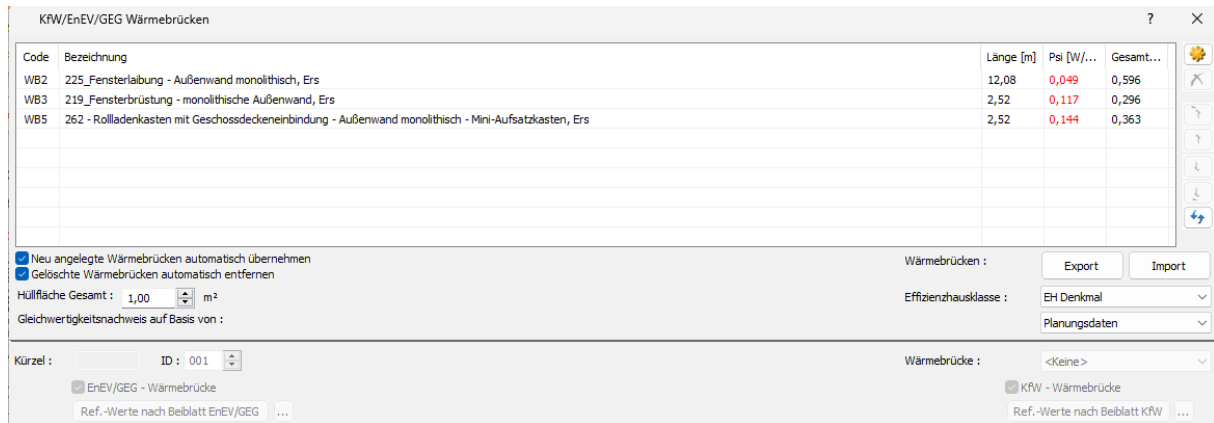 KfW/EnEV/GEG Wärmebrücken ? ×
Code Bezeichnung Länge [m] Psi [W/... Gesamt...
WB2 225_Fensterlaibung - Außenwand monolithisch, Ers 12,08 0,049 0,596
WB3 219_Fensterbrüstung - monolithische Außenwand, Ers 2,52 0,117 0,296
WB5 262 - Rollladenkasten mit Geschossdeckeneinbindung - Außenwand monolithisch - Mini-Aufsatzkasten, Ers 2,52 0,144 0,363
Neu angelegte Wärmebrücken automatisch übernehmen
Gelöschte Wärmebrücken automatisch entfernen
Wärmebrücken : Export Import
Hüllfläche Gesamt : 1,00 m² Effizienzhausklasse : EH Denkmal
Gleichwertigkeitsnachweis auf Basis von : Planungsdaten
Kürzel : ID : 001 Wärmebrücke : <Keine>
EnEV/GEG - Wärmebrücke KfW - Wärmebrücke
Ref.-Werte nach Beiblatt EnEV/GEG ... Ref.-Werte nach Beiblatt KfW ...